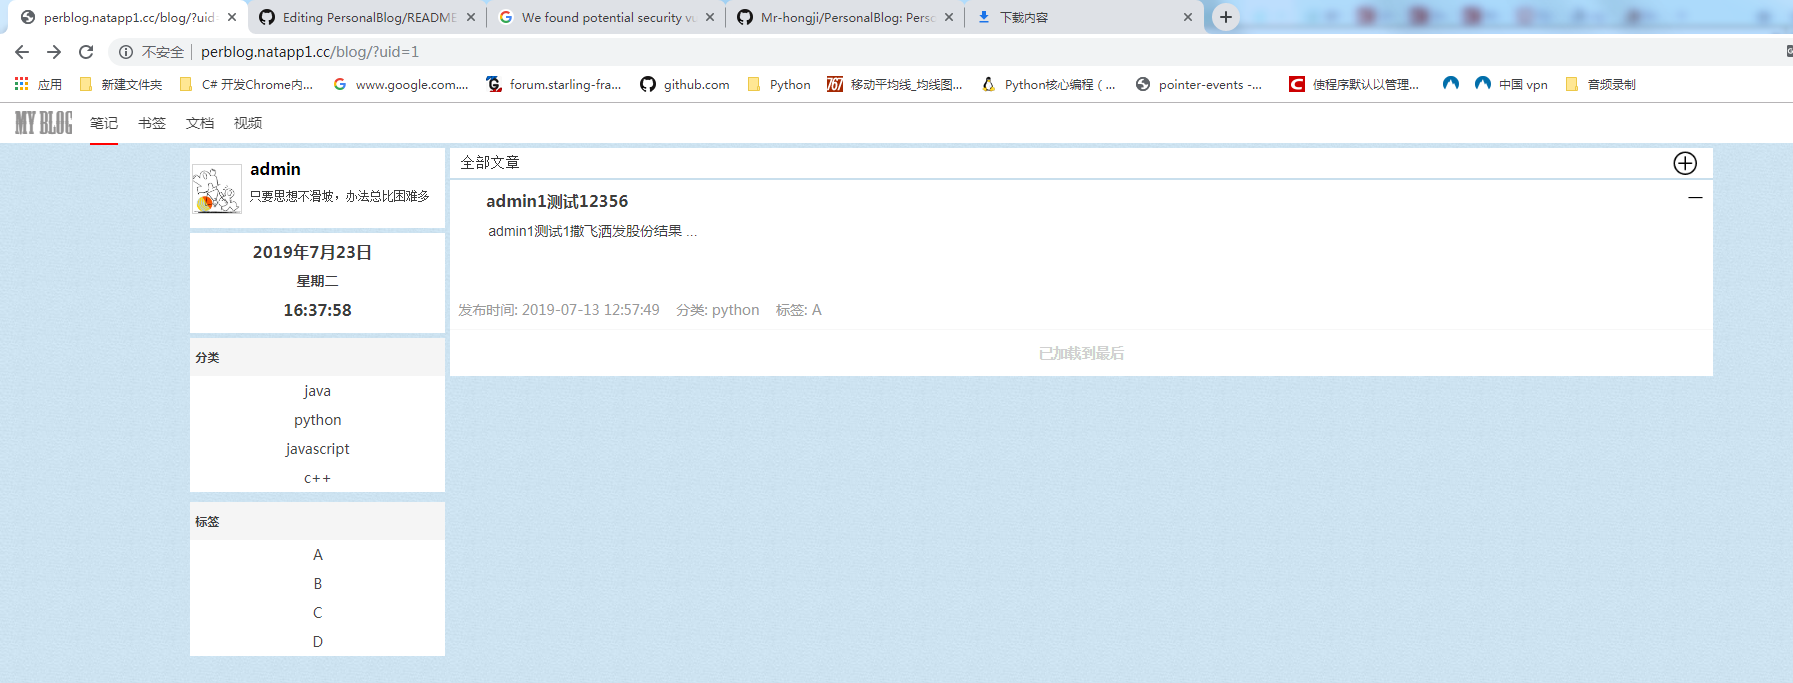 perblog.natapp1.cc/blog/?uid=
Editing PersonalBlog/README
We found potential security vu
Mr-hongji/PersonalBlog: Perso
下载内容
不安全 perblog.natapp1.cc/blog/?uid=1
应用
新建文件夹
C# 开发Chrome内...
www.google.com....
forum.starling-fra...
github.com
Python
移动平均线_均线图...
Python核心编程 ( ...
pointer-events -...
使程序默认以管理...
中国 vpn
音频录制
MY BLOG
笔记
书签
文档
视频
admin
只要思想不滑坡，办法总比困难多
2019年7月23日
星期二
16:37:58
分类
java
python
javascript
c++
标签
A
B
C
D
全部文章
admin1测试12356
admin1测试1撒飞洒发股份结果 ...
发布时间: 2019-07-13 12:57:49 分类: python 标签: A
已加载到最后